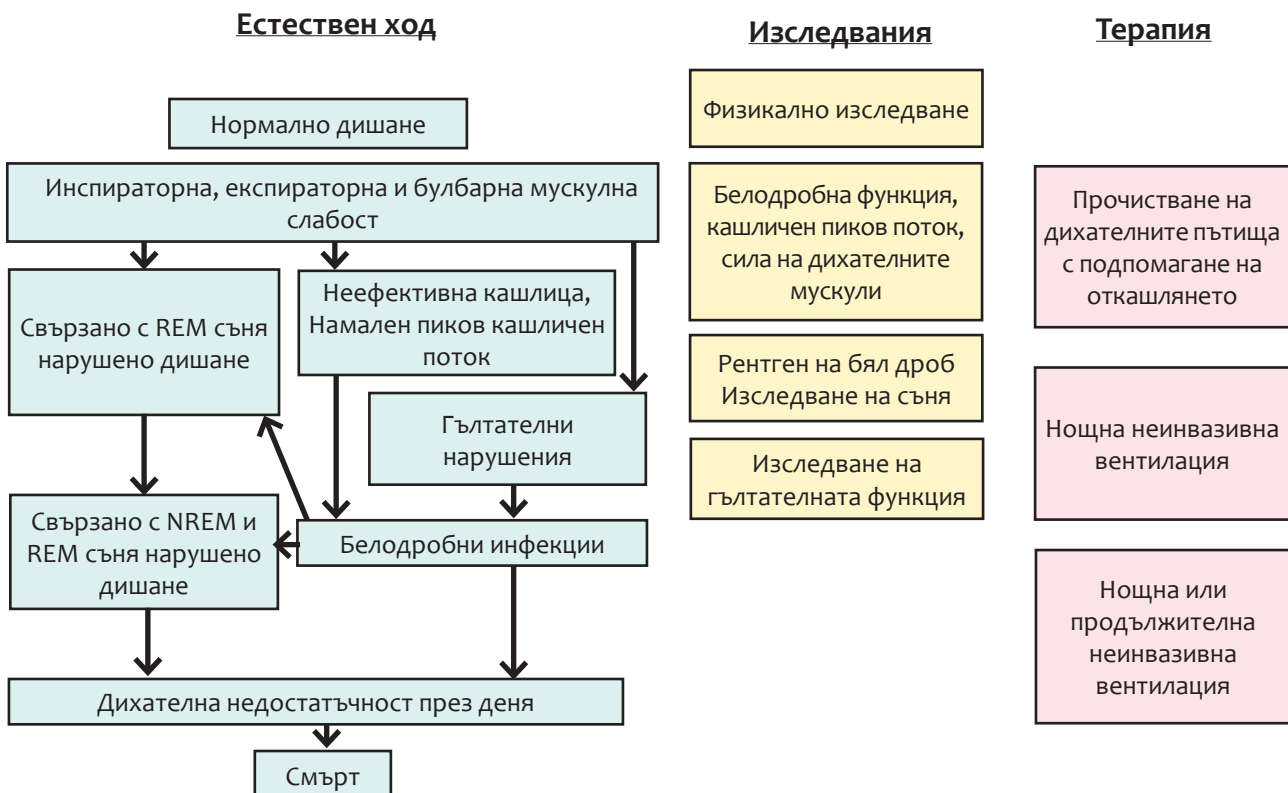 Естествен ход
Нормално дишане
Инспираторна, експираторна и булбарна мускулна
слабост
Свързано с REM съня
нарушено дишане
Неефективна кашлица,
Намален пиков кашличен
поток
Гълтателни
нарушения
Свързано с NREM и
REM съня нарушено
дишане
Белодробни инфекции
Дихателна недостатъчност през деня
Смърт
Изследвания
Физикално изследване
Белодробна функция,
кашличен пиков поток,
сила на дихателните
мускули
Рентген на бял дроб
Изследване на съня
Изследване на
гълтателната функция
Терапия
Прочистване на
дихателните пътища
с подпомагане на
откашлянето
Нощна неинвазивна
вентилация
Нощна или
продължителна
неинвазивна
вентилация